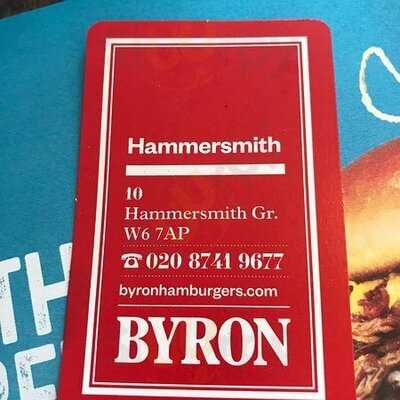 Hammersmith
10
Hammersmith Gr.
W6 7AP
☎ 020 8741 9677
byronhamburgers.com
BYRON